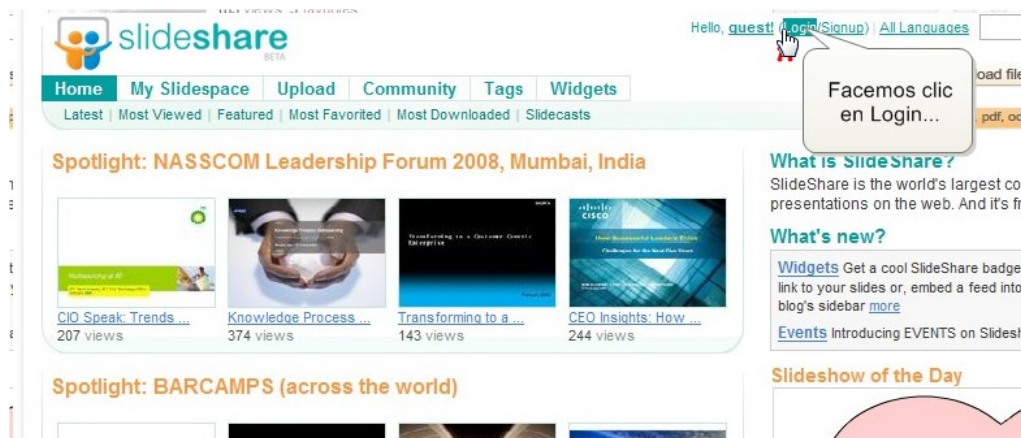 slideshare
BETA
Hello, guest! (Login/Signup) | All Languages
Facemos clic
en Login...
oad file
, pdf, od
Home My Slidespace Upload Community Tags Widgets
Latest | Most Viewed | Featured | Most Favorited | Most Downloaded | Slidecasts
Spotlight: NASSCOM Leadership Forum 2008, Mumbai, India
CISCO
CIO Speak: Trends ...
207 views
Knowledge Process ...
374 views
Transforming to a ...
143 views
CEO Insights: How ...
244 views
Spotlight: BARCAMPS (across the world)
What is SlideShare?
SlideShare is the world's largest co
presentations on the web. And it's fr
What's new?
Widgets Get a cool SlideShare badge
link to your slides or, embed a feed into
blog's sidebar more
Events Introducing EVENTS on Slidesh
Slideshow of the Day